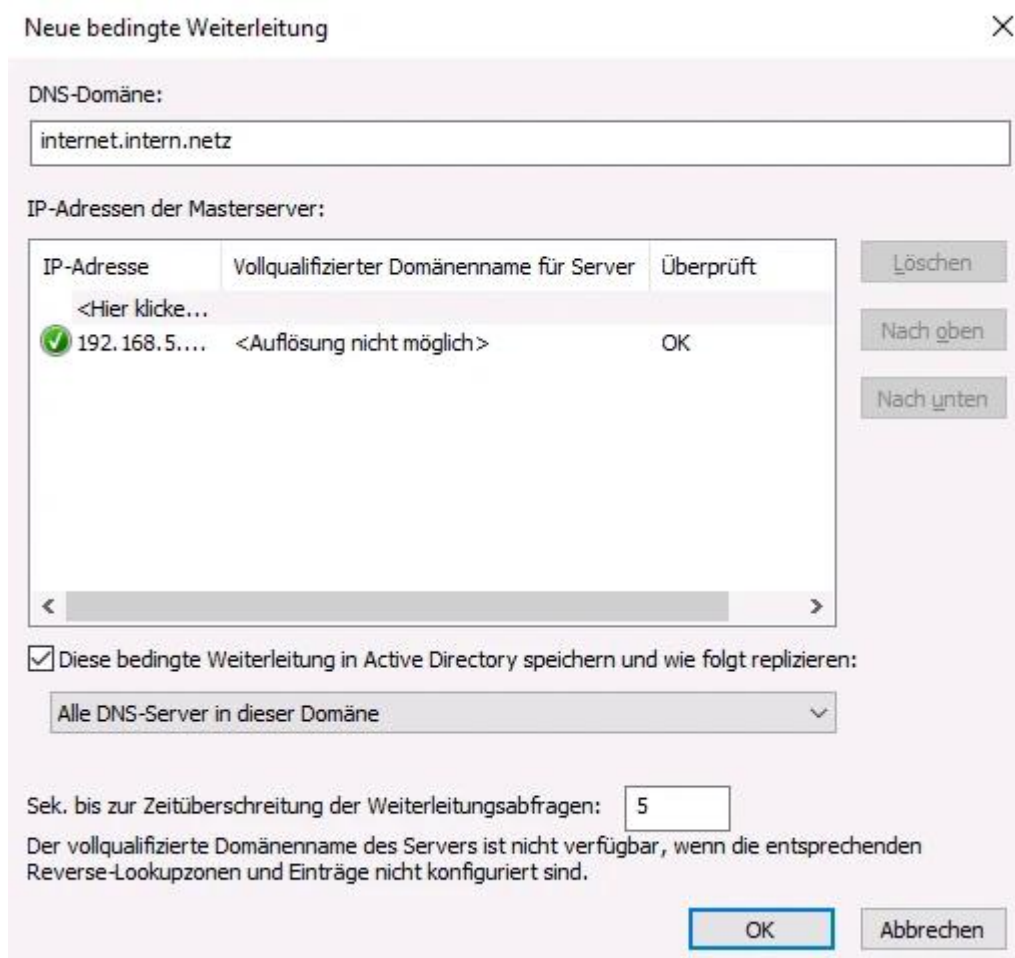 Neue bedingte Weiterleitung
DNS-Domäne:
internet.intern.netz
IP-Adressen der Masterserver:
IP-Adresse Vollqualifizierter Domänenname für Server Überprüft
<Hier klicke...
192.168.5.... <Auflösung nicht möglich> OK
Löschen
Nach oben
Nach unten
Diese bedingte Weiterleitung in Active Directory speichern und wie folgt replizieren:
Alle DNS-Server in dieser Domäne
Sek. bis zur Zeitüberschreitung der Weiterleitungsabfragen: 5
Der vollqualifizierte Domänenname des Servers ist nicht verfügbar, wenn die entsprechenden
Reverse-Lookupzonen und Einträge nicht konfiguriert sind.
OK Abbrechen